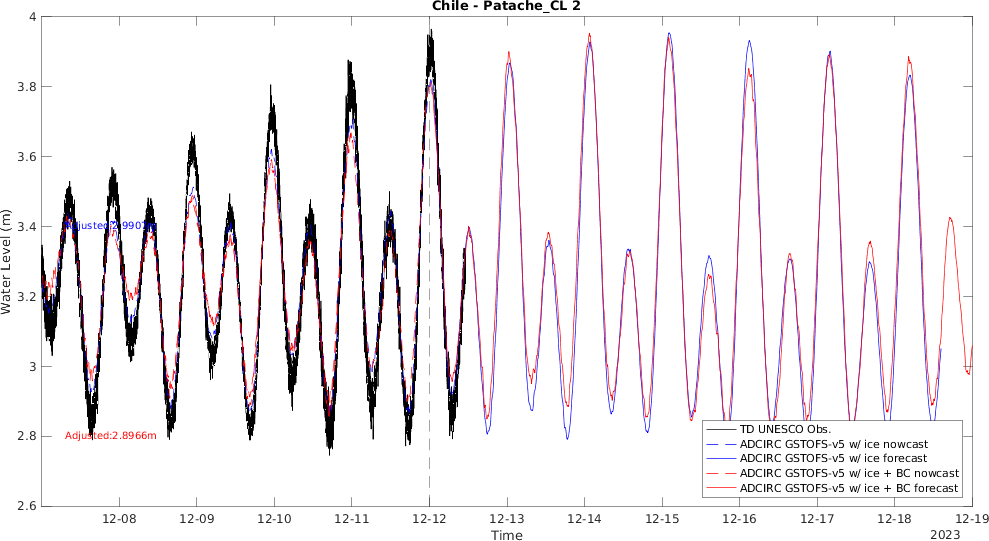 Chile - Patache_CL 2
Water Level (m)
4
3.8
3.6
3.4
3.2
3
2.8
2.6
Adjusted:2.8966m
TD UNESCO Obs.
ADCIRC GSTOFS-v5 w/ ice nowcast
ADCIRC GSTOFS-v5 w/ ice forecast
ADCIRC GSTOFS-v5 w/ ice + BC nowcast
ADCIRC GSTOFS-v5 w/ ice + BC forecast
12-08
12-09
12-10
12-11
12-12
12-13
12-14
12-15
12-16
12-17
12-18
12-19
Time
2023